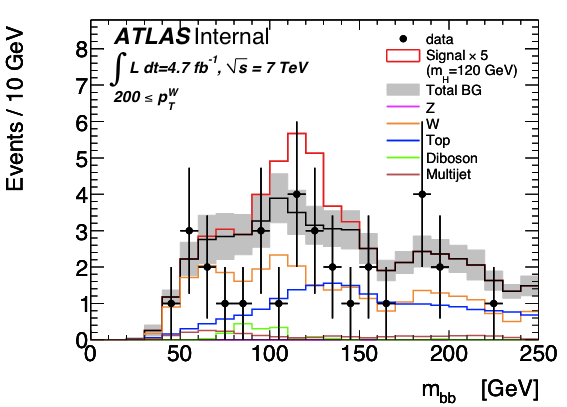 ATLAS Internal
∫ L dt=4.7 fb⁻¹, √s = 7 TeV
200 ≤ p_T^W
data
Signal × 5
(m_H=120 GeV)
Total BG
Z
W
Top
Diboson
Multijet
Events / 10 GeV
8
7
6
5
4
3
2
1
0
0 50 100 150 200 250
m_bb [GeV]